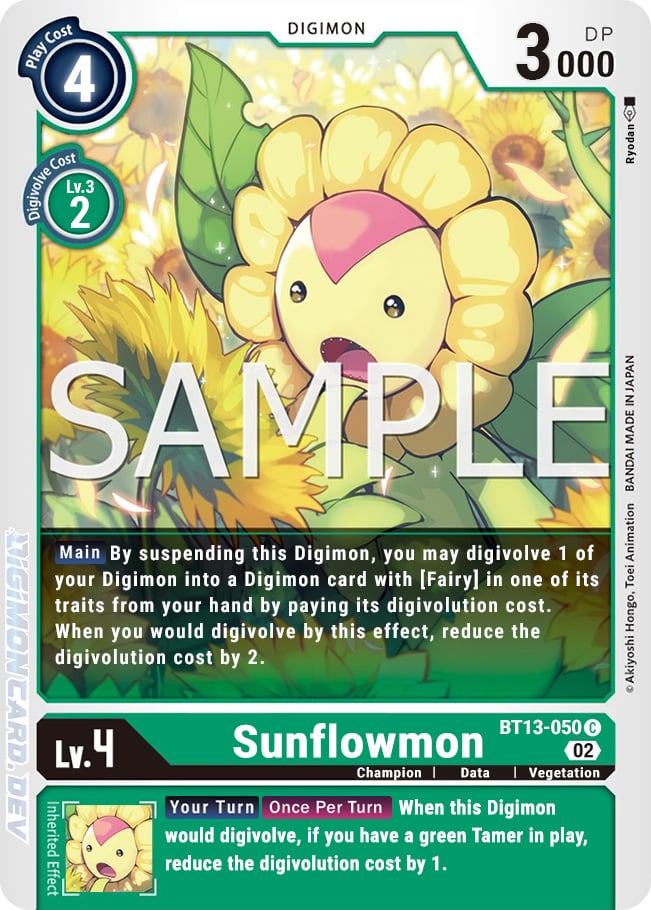 Play Cost
4
DIGIMON
3000
DP
Digivolve Cost
Lv.3
2
Ryodan
SAMPLE
Main By suspending this Digimon, you may digivolve 1 of
your Digimon into a Digimon card with [Fairy] in one of its
traits from your hand by paying its digivolution cost.
When you would digivolve by this effect, reduce the
digivolution cost by 2.
© Akiyoshi Hongo, Toei Animation BANDAI MADE IN JAPAN
DIGIMONCARD.DEV
Lv.4
Sunflowmon
BT13-050 C
02
Champion | Data | Vegetation
Inherited Effect
Your Turn Once Per Turn When this Digimon
would digivolve, if you have a green Tamer in play,
reduce the digivolution cost by 1.